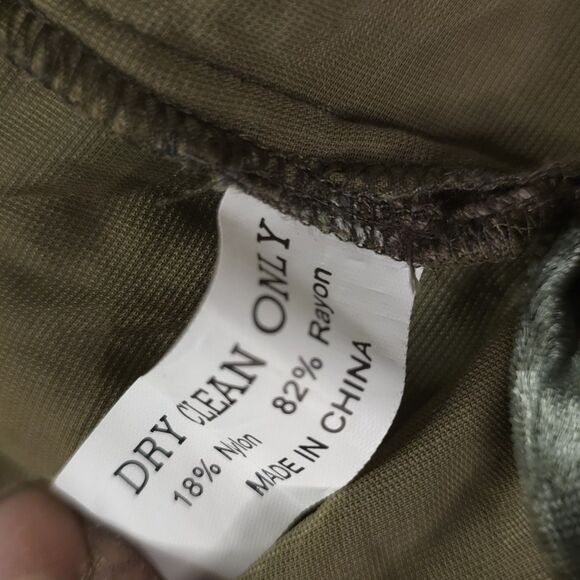 DRY CLEAN ONLY
18% Nylon 82% Rayon
MADE IN CHINA